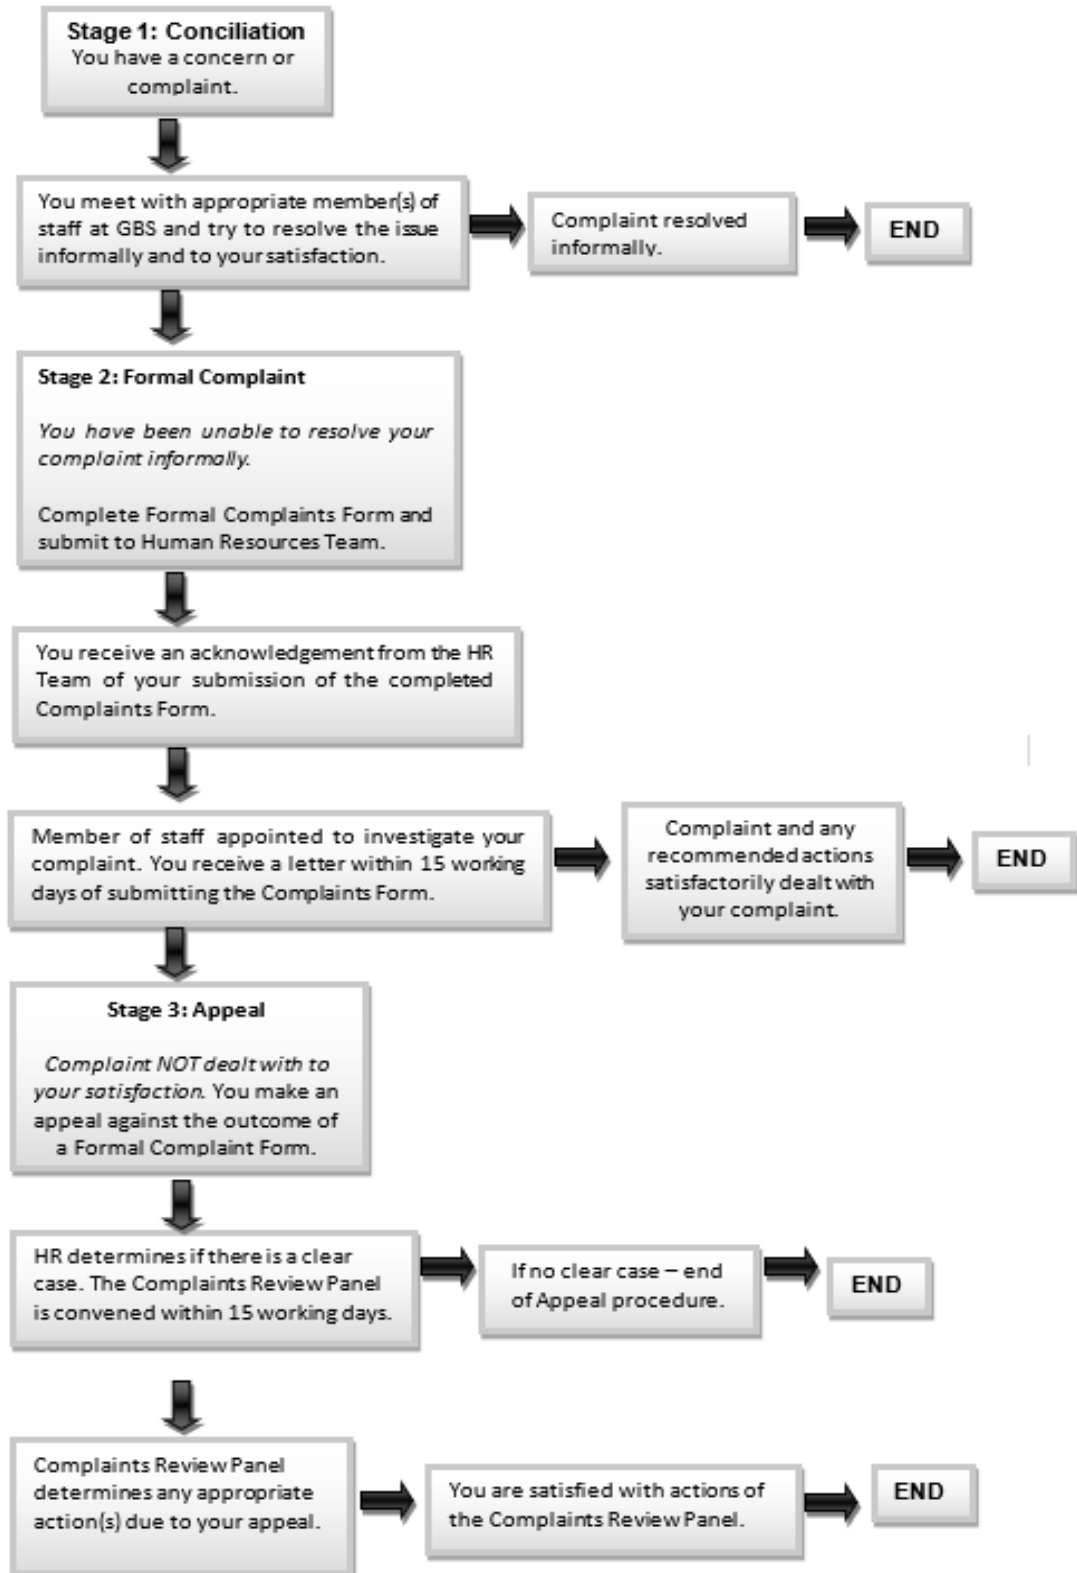 Stage 1: Conciliation
You have a concern or
complaint.
You meet with appropriate member(s) of
staff at GBS and try to resolve the issue
informally and to your satisfaction.
Complaint resolved
informally.
END
Stage 2: Formal Complaint
You have been unable to resolve your
complaint informally.
Complete Formal Complaints Form and
submit to Human Resources Team.
You receive an acknowledgement from the HR
Team of your submission of the completed
Complaints Form.
Member of staff appointed to investigate your
complaint. You receive a letter within 15 working
days of submitting the Complaints Form.
Complaint and any
recommended actions
satisfactorily dealt with
your complaint.
END
Stage 3: Appeal
Complaint NOT dealt with to
your satisfaction. You make an
appeal against the outcome of
a Formal Complaint Form.
HR determines if there is a clear
case. The Complaints Review Panel
is convened within 15 working days.
If no clear case – end
of Appeal procedure.
END
Complaints Review Panel
determines any appropriate
action(s) due to your appeal.
You are satisfied with actions of
the Complaints Review Panel.
END